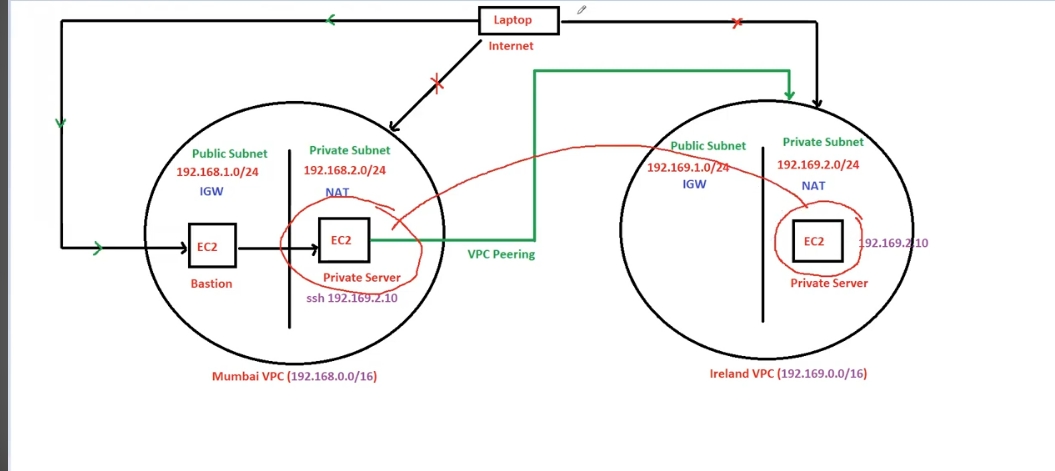 Laptop
Internet
Public Subnet
192.168.1.0/24
IGW
Private Subnet
192.168.2.0/24
NAT
EC2
Bastion
EC2
Private Server
ssh 192.169.2.10
Mumbai VPC (192.168.0.0/16)
VPC Peering
Public Subnet
192.169.1.0/24
IGW
Private Subnet
192.169.2.0/24
NAT
EC2
192.169.2.10
Private Server
Ireland VPC (192.169.0.0/16)